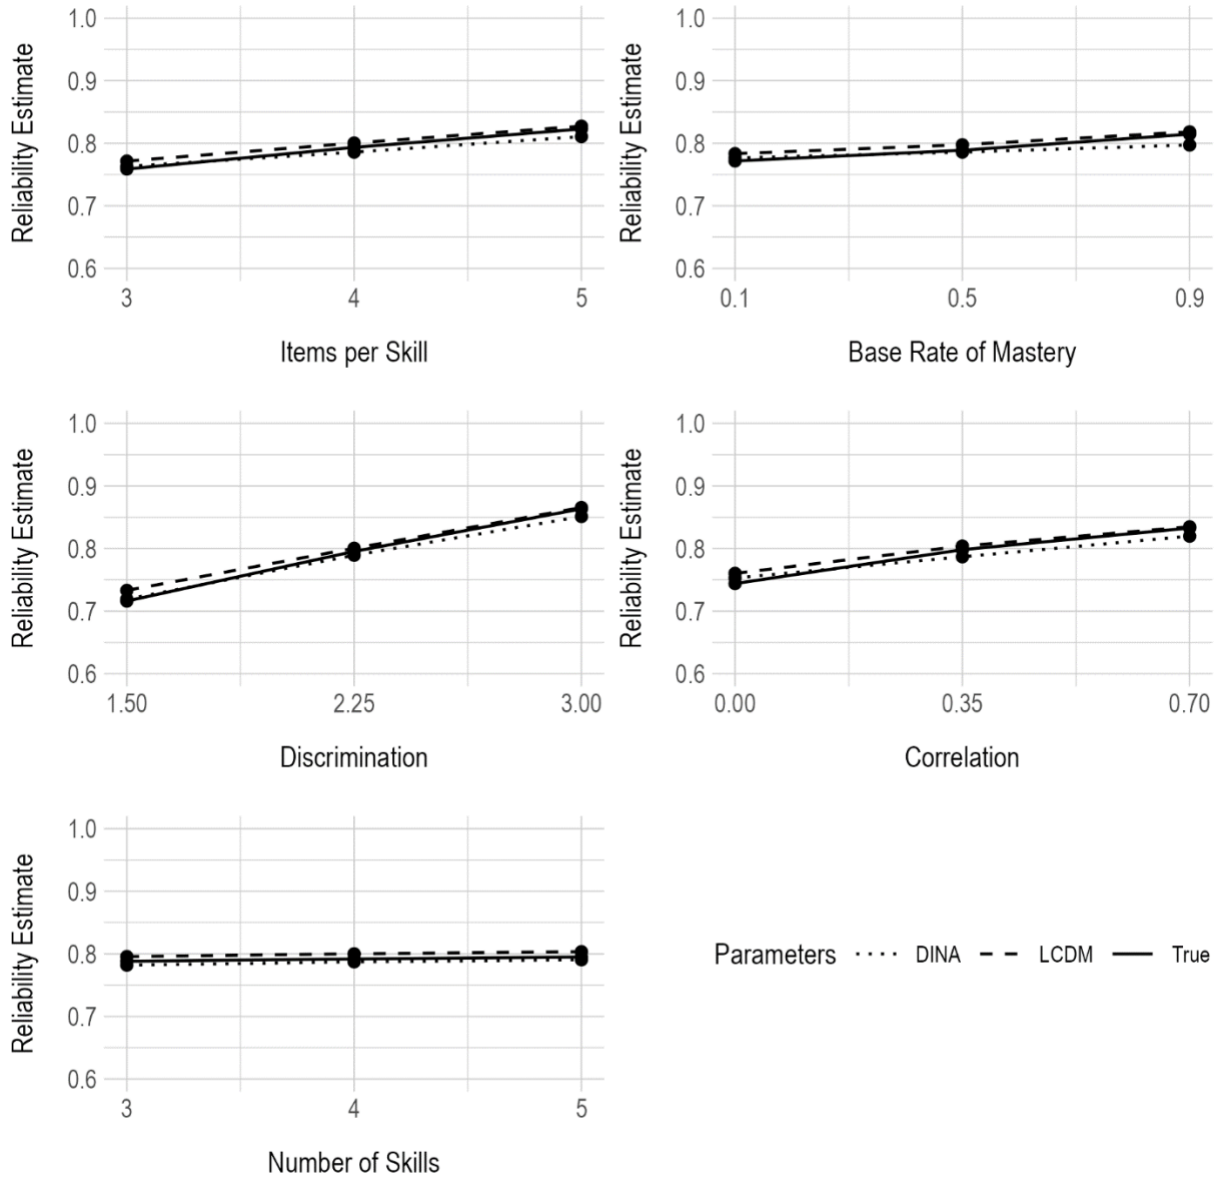 Reliability Estimate
1.0
0.9
0.8
0.7
0.6
3 4 5
Items per Skill
Reliability Estimate
1.0
0.9
0.8
0.7
0.6
0.1 0.5 0.9
Base Rate of Mastery
Reliability Estimate
1.0
0.9
0.8
0.7
0.6
1.50 2.25 3.00
Discrimination
Reliability Estimate
1.0
0.9
0.8
0.7
0.6
0.00 0.35 0.70
Correlation
Reliability Estimate
1.0
0.9
0.8
0.7
0.6
3 4 5
Number of Skills
Parameters DINA LCDM True